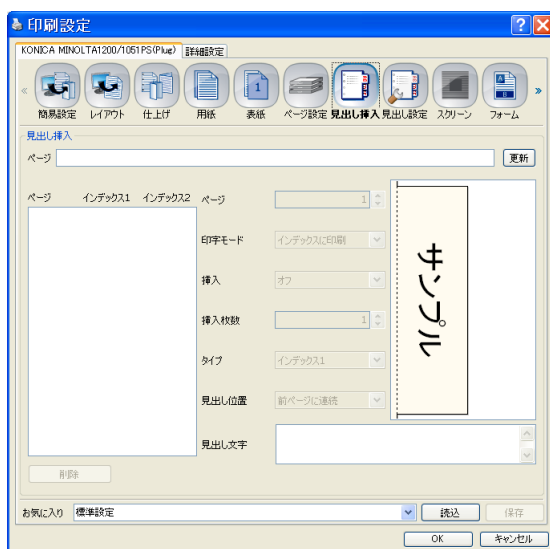 印刷設定
KONICA MINOLTA1200/1051PS(Plug) 詳細設定
簡易設定 レイアウト 仕上げ 用紙 表紙 ページ設定 見出し挿入 見出し設定 スクリーン フォーム
見出し挿入
ページ 更新
ページ インデックス1 インデックス2 ページ 1
印字モード インデックスに印刷
挿入 オフ
挿入枚数 1
タイプ インデックス1
見出し位置 前ページに連続
見出し文字
サンプル
削除
お気に入り 標準設定 読込 保存
OK キャンセル